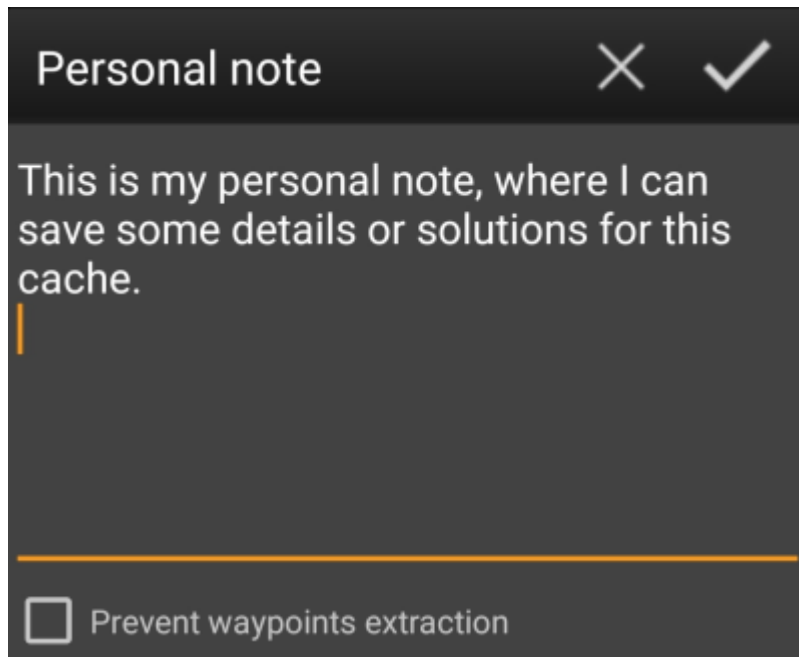 Personal note
This is my personal note, where I can
save some details or solutions for this
cache.
Prevent waypoints extraction